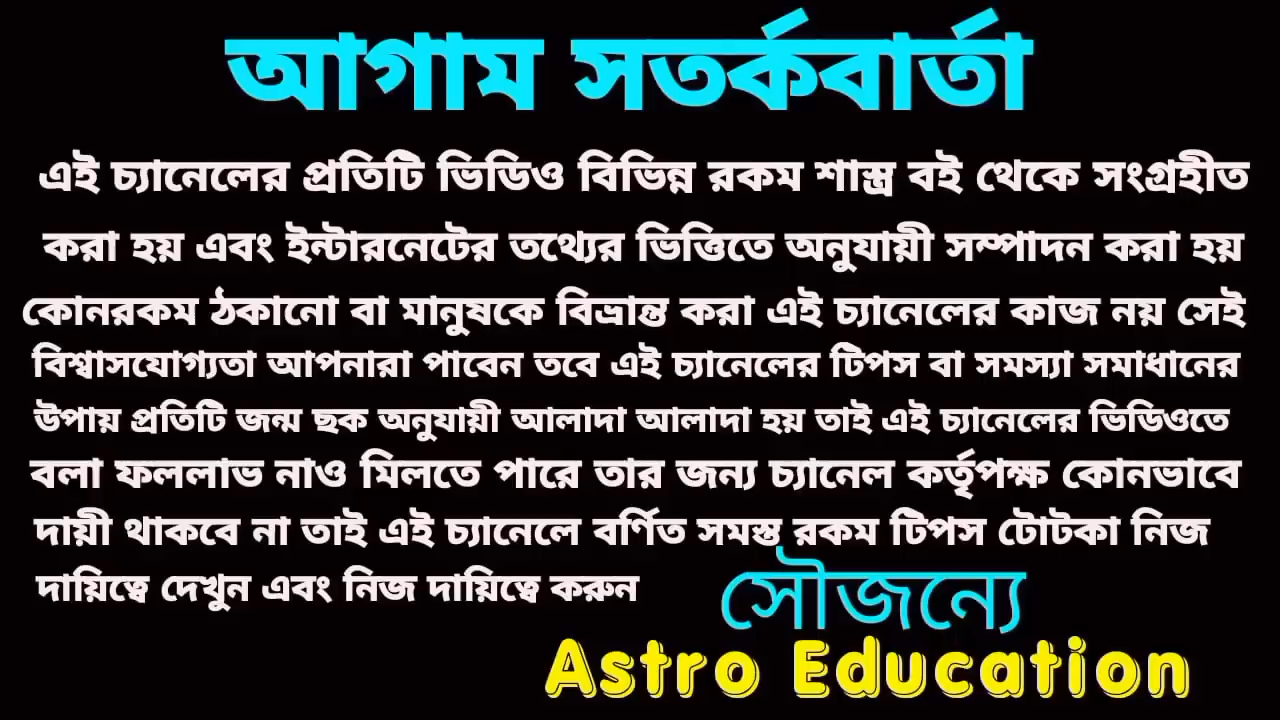 আগাম সতর্কবার্তা
এই চ্যানেলের প্রতিটি ভিডিও বিভিন্ন রকম শাস্ত্র বই থেকে সংগ্রহীত
করা হয় এবং ইন্টারনেটের তথ্যের ভিত্তিতে অনুযায়ী সম্পাদন করা হয়
কোনরকম ঠকানো বা মানুষকে বিভ্রান্ত করা এই চ্যানেলের কাজ নয় সেই
বিশ্বাসযোগ্যতা আপনারা পাবেন তবে এই চ্যানেলের টিপস বা সমস্যা সমাধানের
উপায় প্রতিটি জন্ম ছক অনুযায়ী আলাদা আলাদা হয় তাই এই চ্যানেলের ভিডিওতে
বলা ফললাভ নাও মিলতে পারে তার জন্য চ্যানেল কর্তৃপক্ষ কোনভাবে
দায়ী থাকবে না তাই এই চ্যানেলে বর্ণিত সমস্ত রকম টিপস টোটকা নিজ
দায়িত্বে দেখুন এবং নিজ দায়িত্বে করুন
সৌজন্যে
Astro Education